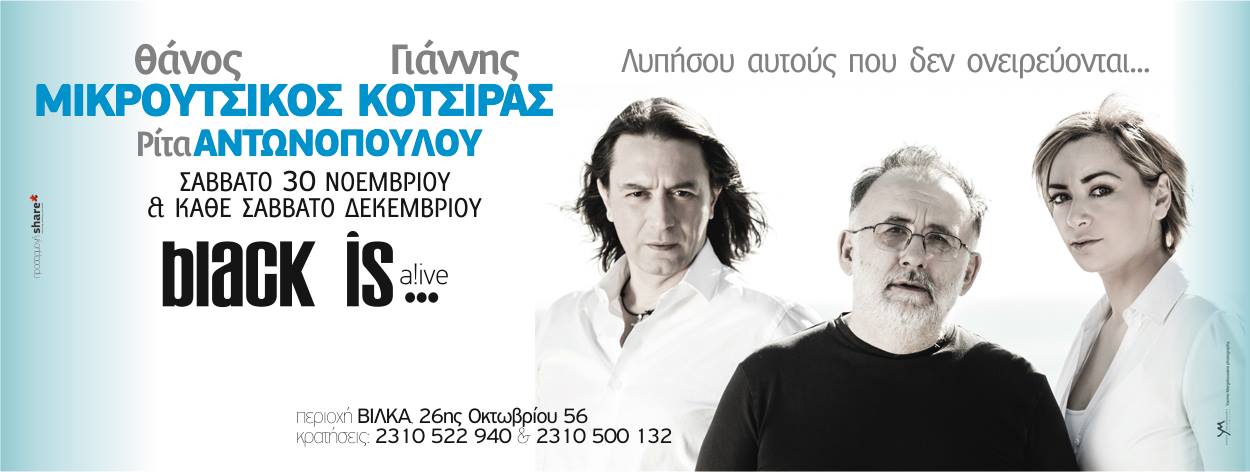 θάνος Γιάννης
ΜΙΚΡΟΥΤΣΙΚΟΣ ΚΟΤΣΙΡΑΣ
Ρίτα ΑΝΤΩΝΟΠΟΥΛΟΥ
ΣΑΒΒΑΤΟ 30 ΝΟΕΜΒΡΙΟΥ
& ΚΑΘΕ ΣΑΒΒΑΤΟ ΔΕΚΕΜΒΡΙΟΥ
black is a!ive...
Λυπήσου αυτούς που δεν ονειρεύονται...
περιοχή ΒΙΛΚΑ, 26ης Οκτωβρίου 56
κρατήσεις: 2310 522 940 & 2310 500 132
share*
YM